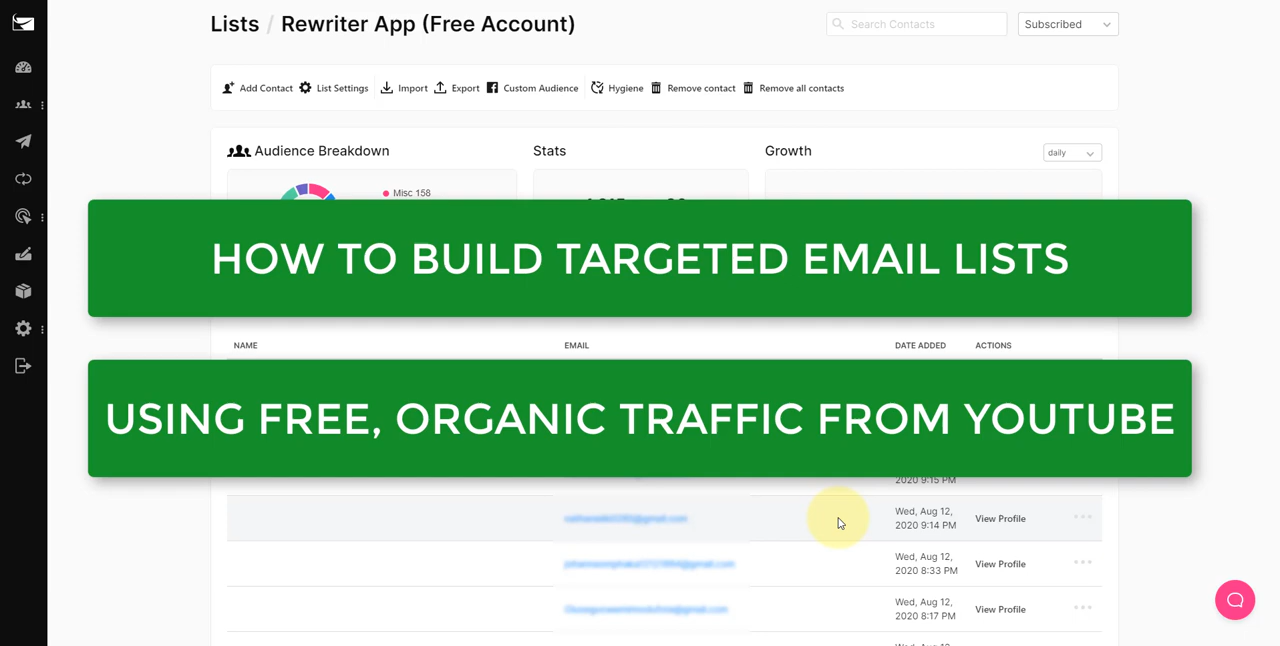 Lists / Rewriter App (Free Account)
Search Contacts
Subscribed
Add Contact
List Settings
Import
Export
Custom Audience
Hygiene
Remove contact
Remove all contacts
Audience Breakdown
Stats
Growth
daily
Misc 158
HOW TO BUILD TARGETED EMAIL LISTS
NAME
EMAIL
DATE ADDED
ACTIONS
USING FREE, ORGANIC TRAFFIC FROM YOUTUBE
2020 9:15 PM
Wed, Aug 12,
2020 9:14 PM
View Profile
Wed, Aug 12,
2020 8:33 PM
View Profile
Wed, Aug 12,
2020 8:17 PM
View Profile